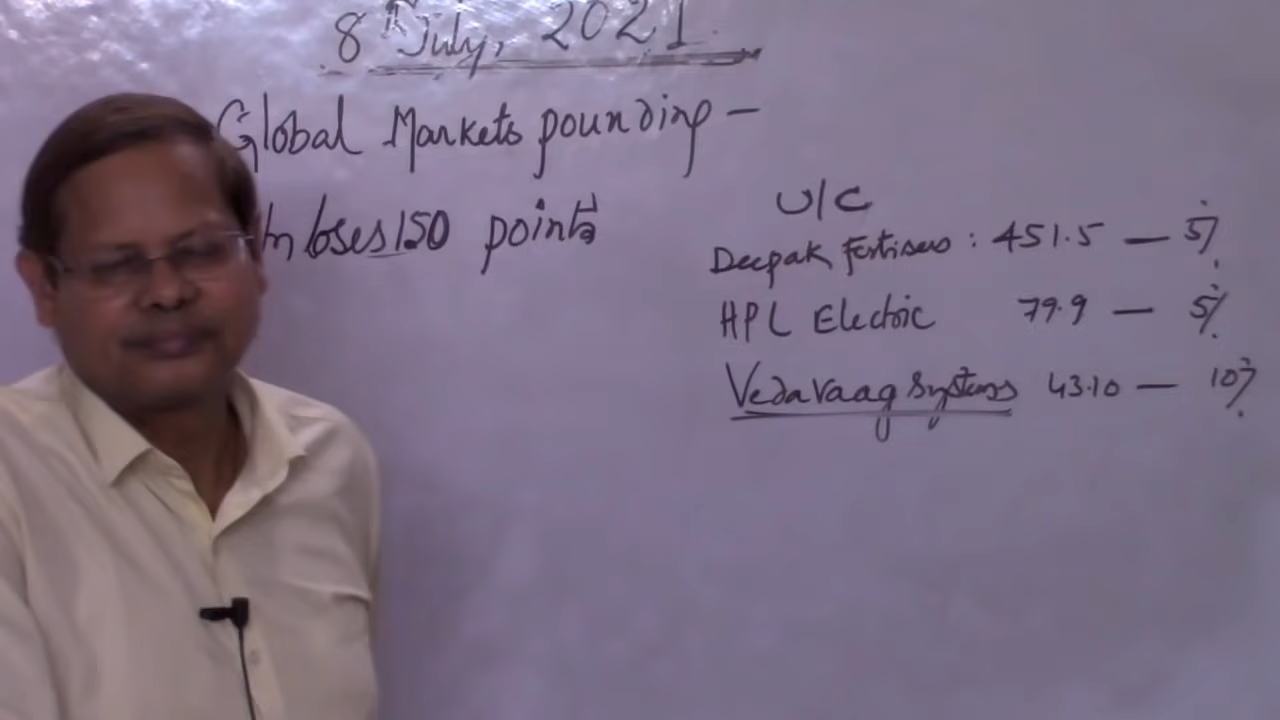 8th July, 2021
Global Markets pounding -
loses 150 points
U/C
Deepak Fertisers : 451.5 — 5%
HPL Electric 79.9 — 5%
Vedavaag Systems 43.10 — 10%